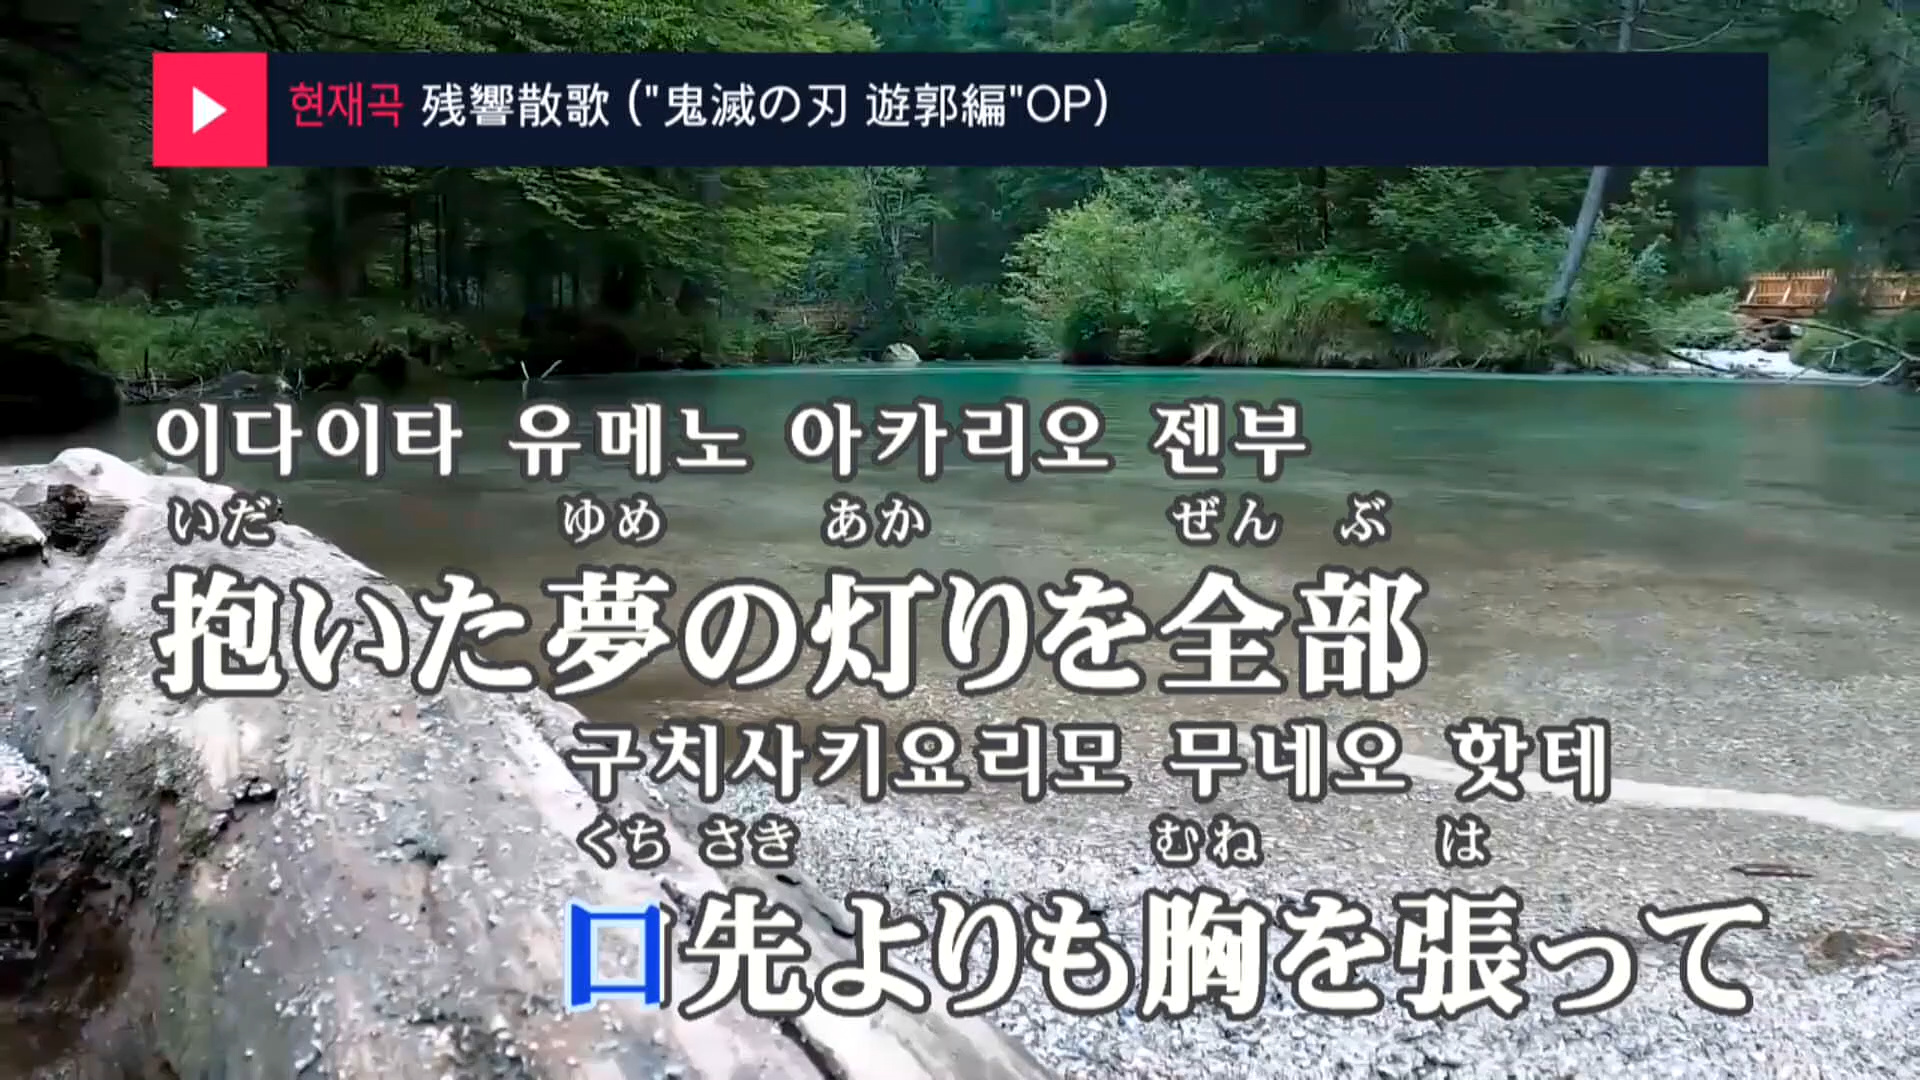 현재곡 残響散歌 ("鬼滅の刃 遊郭編"OP)
이다이타 유메노 아카리오 젠부
いだ ゆめ あか ぜん ぶ
抱いた夢の灯りを全部
구치사키요리모 무네오 핫테
くち さき むね は
口先よりも胸を張って